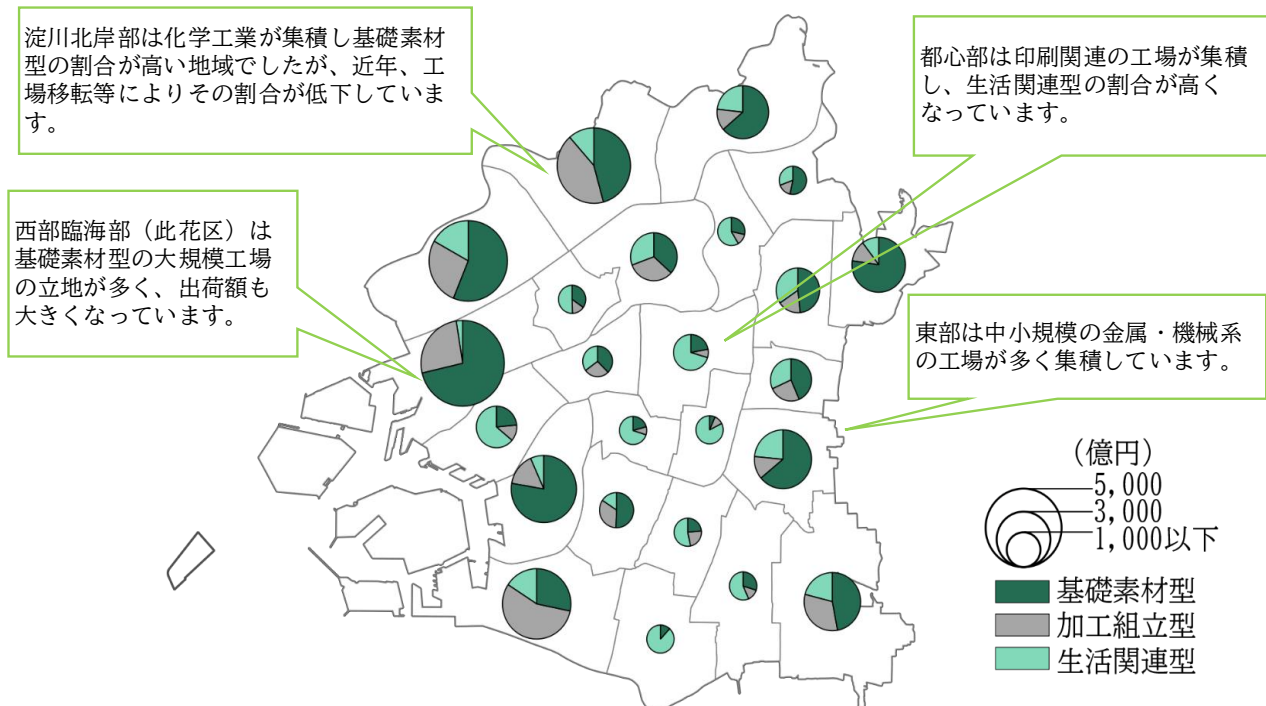 淀川北岸部は化学工業が集積し基礎素材
型の割合が高い地域でしたが、近年、工
場移転等によりその割合が低下していま
す。
都心部は印刷関連の工場が集積
し、生活関連型の割合が高く
なっています。
西部臨海部（此花区）は
基礎素材型の大規模工場
の立地が多く、出荷額も
大きくなっています。
東部は中小規模の金属・機械系
の工場が多く集積しています。
（億円）
5,000
3,000
1,000以下
基礎素材型
加工組立型
生活関連型